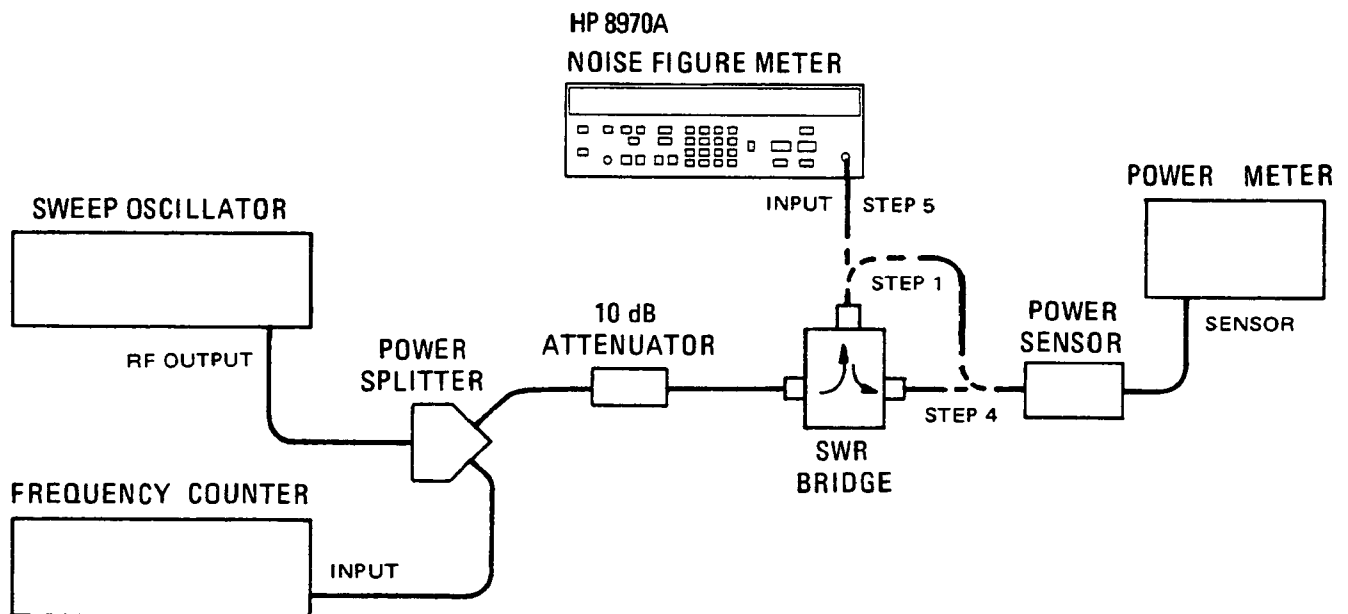 HP 8970A
NOISE FIGURE METER
INPUT
STEP 5
POWER METER
SWEEP OSCILLATOR
STEP 1
SENSOR
RF OUTPUT
10 dB
ATTENUATOR
POWER
SENSOR
POWER
SPLITTER
STEP 4
SWR
BRIDGE
FREQUENCY COUNTER
INPUT